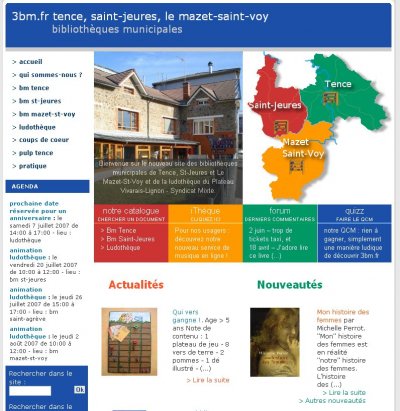 3bm.fr tence, saint-jeures, le mazet-saint-voy
bibliothèques municipales
> accueil
> qui sommes-nous ?
> bm tence
> bm st-jeures
> bm mazet-st-voy
> ludothèque
> coups de coeur
> pulp tence
> pratique
AGENDA
prochaine date
réservée pour un
anniversaire : le
samedi 7 juillet 2007 de
14:00 à 17:00 - lieu :
ludothèque
animation
ludothèque : le
vendredi 20 juillet 2007
de 10:00 à 12:00 - lieu :
bm st-jeures
animation
ludothèque : le jeudi
26 juillet 2007 de 15:00
à 17:00 - lieu : bm
saint-agrève
animation
ludothèque : le jeudi 2
août 2007 de 10:00 à
12:00 - lieu : bm
mazet-st-voy
Rechercher dans le
site :
Ok
Rechercher dans
Bienvenue sur le nouveau site des bibliothèques
municipales de Tence, St-Jeures et Le
Mazet-St-Voy et de la ludothèque du Plateau
Vivarais-Lignon - Syndicat Mixte
Tence
Saint-Jeures
Mazet
Saint-Voy
notre catalogue
CHERCHER UN DOCUMENT
> Bm Tence
> Bm Saint-Jeures
> Ludothèque
iThèque
CLIQUEZ ICI
Pour nos usagers
découvrez notre
nouveau service de
musique en ligne !
forum
DERNIERS COMMENTAIRES
2 juin – trop de
tickets taxi, et
18 avril – J'adore lire
ce livre (...)
quizz
FAIRE LE QCM
notre QCM : rien à
gagner, simplement
une manière ludique
de découvrir 3bm.fr
Actualités
Qui vers
gangne ! . Age > 5
ans Note de
contenu : 1
plateau de jeu - 8
vers de terre - 2
pommes - 1 dé -
illustré - (...)
> Lire la suite
Nouveautés
Michelle Perrot
Mon histoire
des femmes par
Michelle Perrot.
"Mon" histoire
des femmes est
en réalité
"notre" histoire
des femmes.
L'histoire
des (...)
> Lire la suite
> Autres nouveautés